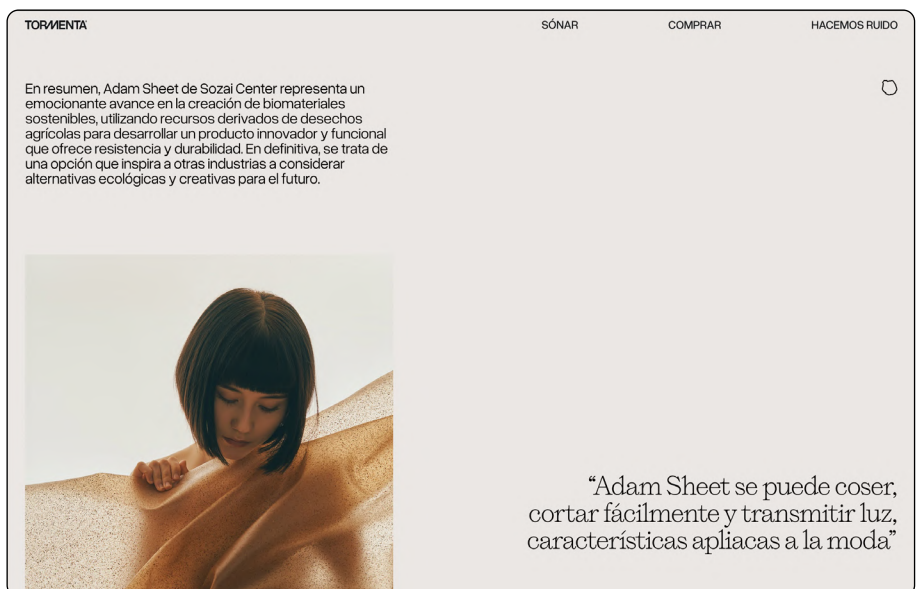 TORMENTA
SÓNAR
COMPRAR
HACEMOS RUIDO
En resumen, Adam Sheet de Sozai Center representa un
emocionante avance en la creación de biomateriales
sostenibles, utilizando recursos derivados de desechos
agrícolas para desarrollar un producto innovador y funcional
que ofrece resistencia y durabilidad. En definitiva, se trata de
una opción que inspira a otras industrias a considerar
alternativas ecológicas y creativas para el futuro.
“Adam Sheet se puede coser,
cortar fácilmente y transmitir luz,
características apliacas a la moda”